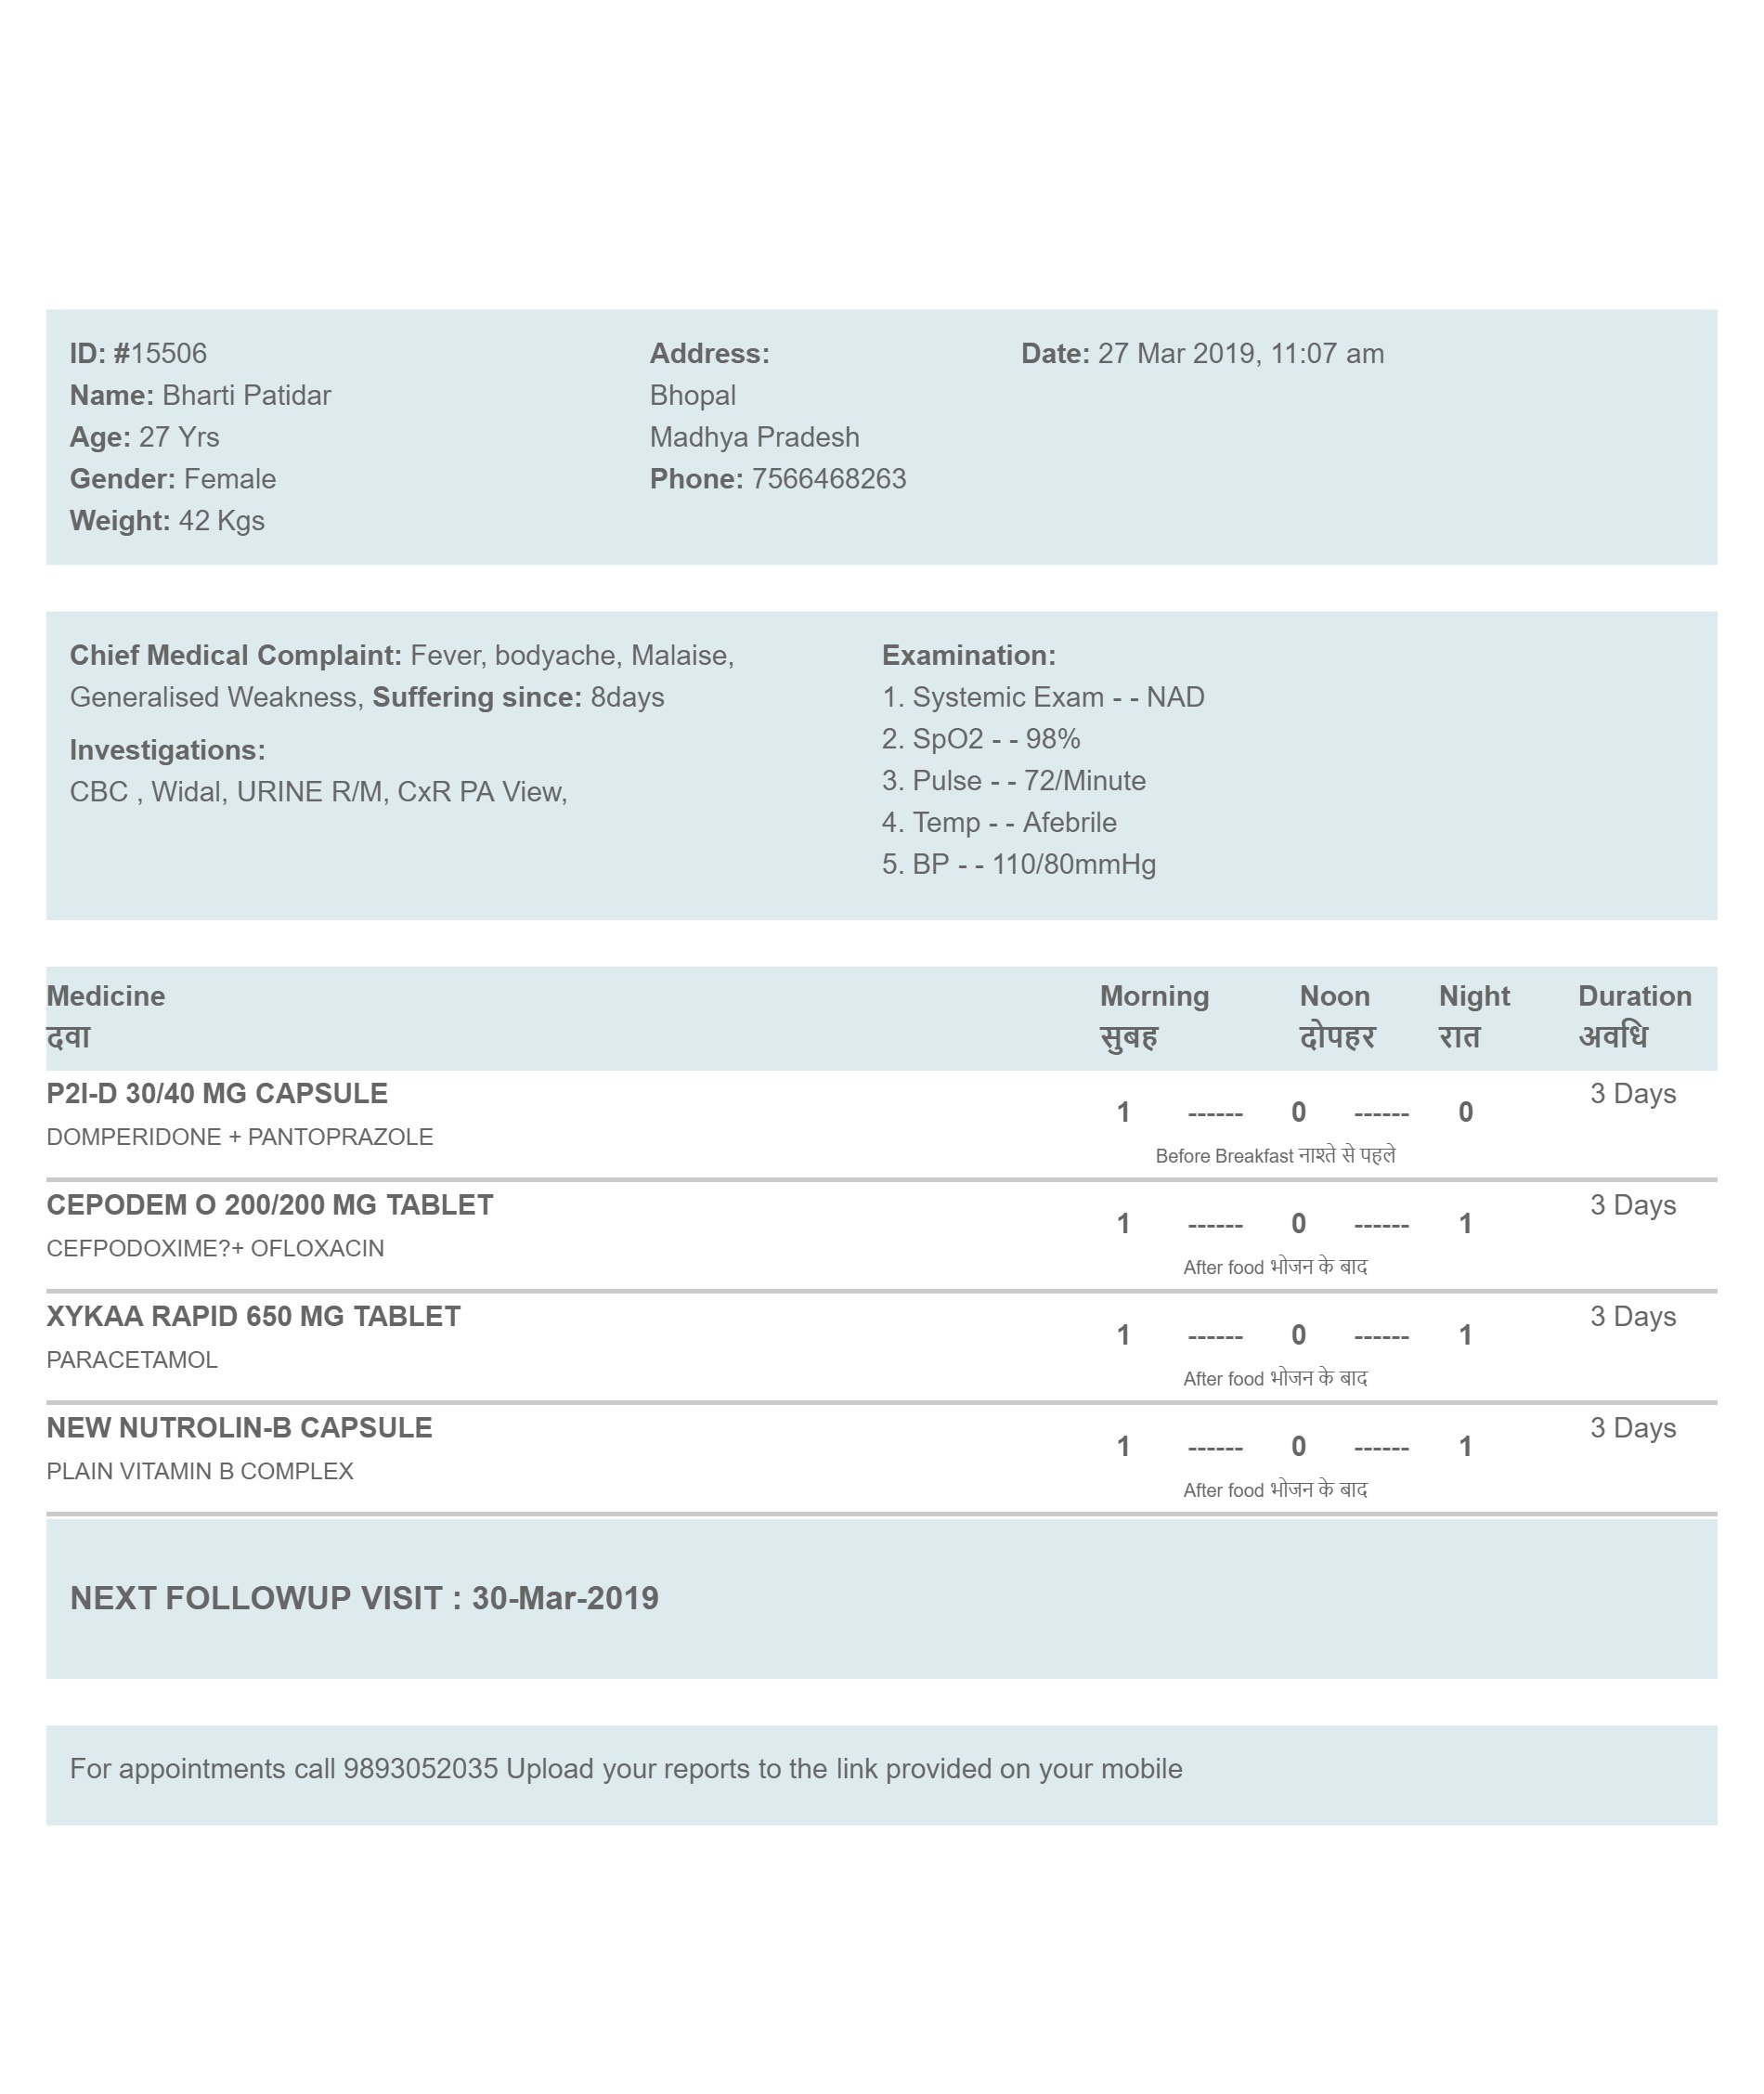 ID: #15506
Name: Bharti Patidar
Age: 27 Yrs
Gender: Female
Weight: 42 Kgs
Address:
Bhopal
Madhya Pradesh
Phone: 7566468263
Date: 27 Mar 2019, 11:07 am
Chief Medical Complaint: Fever, bodyache, Malaise,
Generalised Weakness, Suffering since: 8days
Investigations:
CBC , Widal, URINE R/M, CxR PA View,
Examination:
1. Systemic Exam - - NAD
2. SpO2 - - 98%
3. Pulse - - 72/Minute
4. Temp - - Afebrile
5. BP - - 110/80mmHg
Medicine Morning Noon Night Duration
दवा सुबह दोपहर रात अवधि
P2I-D 30/40 MG CAPSULE 3 Days
1 ------ 0 ------ 0
DOMPERIDONE + PANTOPRAZOLE
Before Breakfast नाश्ते से पहले
CEPODEM O 200/200 MG TABLET 3 Days
1 ------ 0 ------ 1
CEFPODOXIME?+ OFLOXACIN
After food भोजन के बाद
XYKAA RAPID 650 MG TABLET 3 Days
1 ------ 0 ------ 1
PARACETAMOL
After food भोजन के बाद
NEW NUTROLIN-B CAPSULE 3 Days
1 ------ 0 ------ 1
PLAIN VITAMIN B COMPLEX
After food भोजन के बाद
NEXT FOLLOWUP VISIT : 30-Mar-2019
For appointments call 9893052035 Upload your reports to the link provided on your mobile